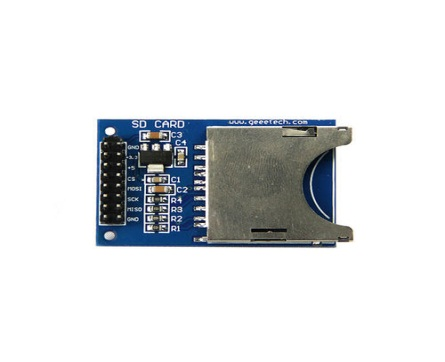 SD CARD
www.geeetech.com
C3
C4
GND
+3.3
+5
CS
MOSI
SCK
MISO
GND
C1
C2
R4
R3
R2
R1